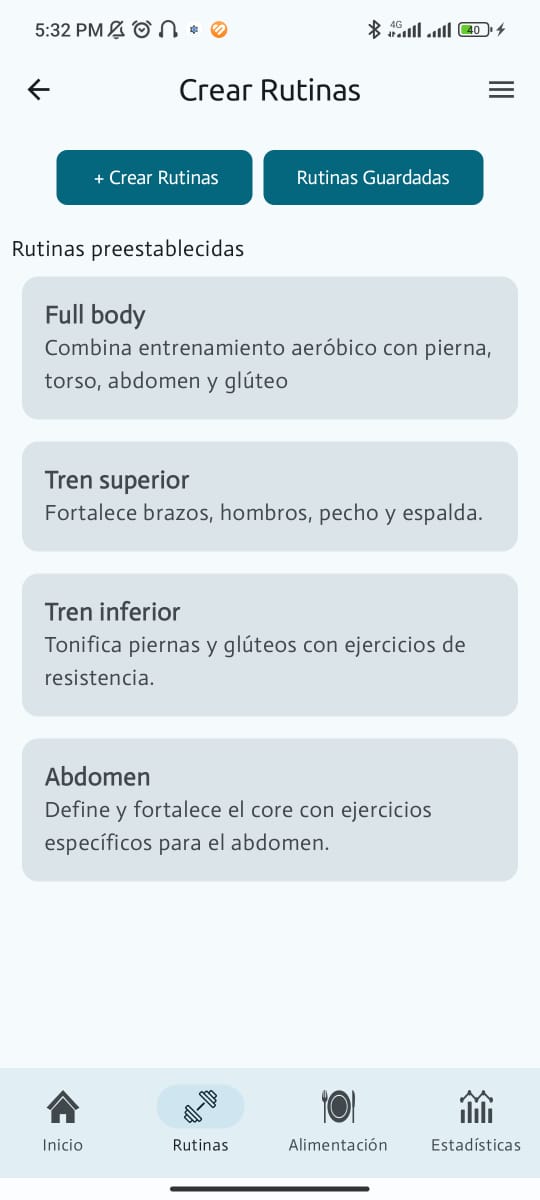 5:32 PM
4G
40
Crear Rutinas
+ Crear Rutinas
Rutinas Guardadas
Rutinas preestablecidas
Full body
Combina entrenamiento aeróbico con pierna,
torso, abdomen y glúteo
Tren superior
Fortalece brazos, hombros, pecho y espalda.
Tren inferior
Tonifica piernas y glúteos con ejercicios de
resistencia.
Abdomen
Define y fortalece el core con ejercicios
específicos para el abdomen.
Inicio
Rutinas
Alimentación
Estadísticas